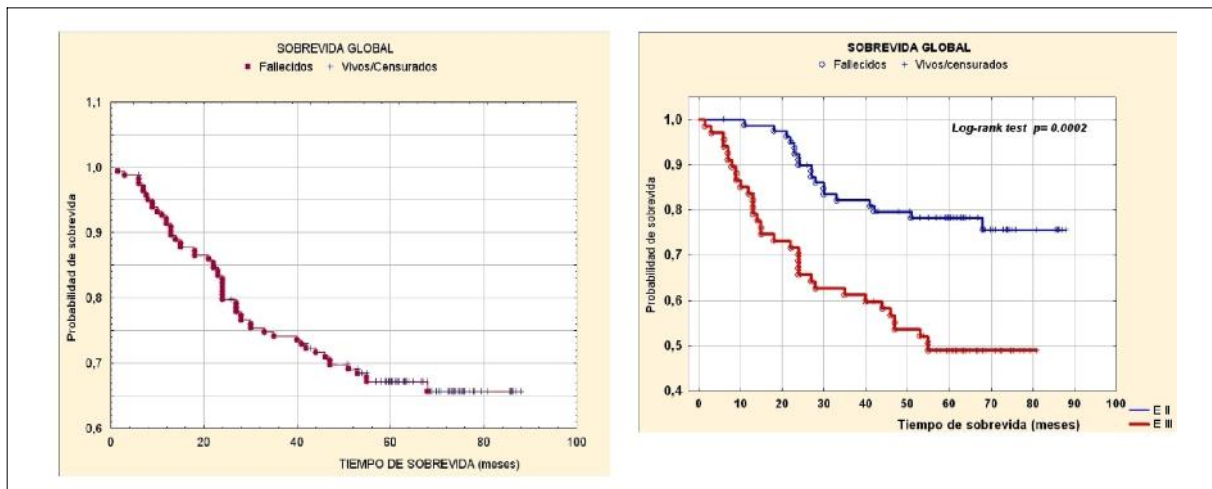 SOBREVIDA GLOBAL
Fallecidos Vivos/Censurados
Probabilidad de sobrevida
1,1
1,0
0,9
0,8
0,7
0,6
0 20 40 60 80 100
TIEMPO DE SOBREVIDA (meses)
SOBREVIDA GLOBAL
Fallecidos Vivos/censurados
Log-rank test p= 0.0002
Probabilidad de sobrevida
1,0
0,9
0,8
0,7
0,6
0,5
0,4
0 10 20 30 40 50 60 70 80 90 100
Tiempo de sobrevida (meses)
E II
E III